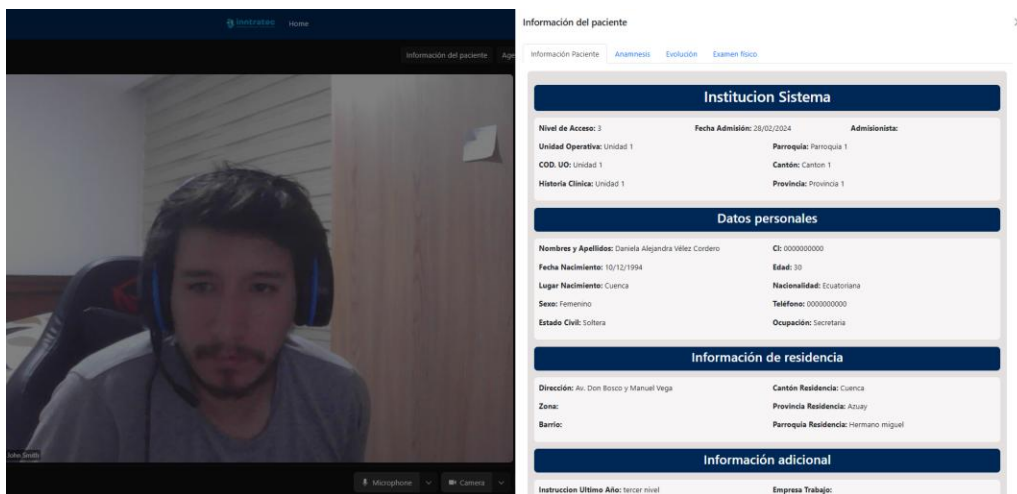 inntratec Home
Información del paciente Age
John Smith
Microphone Camera
Información del paciente
Información Paciente Anamnesis Evolución Examen físico
Institucion Sistema
Nivel de Acceso: 3 Fecha Admisión: 28/02/2024 Admisionista:
Unidad Operativa: Unidad 1 Parroquia: Parroquia 1
COD. UO: Unidad 1 Cantón: Canton 1
Historia Clínica: Unidad 1 Provincia: Provincia 1
Datos personales
Nombres y Apellidos: Daniela Alejandra Vélez Cordero CI: 0000000000
Fecha Nacimiento: 10/12/1994 Edad: 30
Lugar Nacimiento: Cuenca Nacionalidad: Ecuatoriana
Sexo: Femenino Teléfono: 0000000000
Estado Civil: Soltera Ocupación: Secretaria
Información de residencia
Dirección: Av. Don Bosco y Manuel Vega Cantón Residencia: Cuenca
Zona: Provincia Residencia: Azuay
Barrio: Parroquia Residencia: Hermano miguel
Información adicional
Instruccion Ultimo Año: tercer nivel Empresa Trabajo: